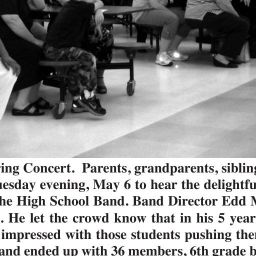 ring Concert. Parents, grandparents, sibling
uesday evening, May 6 to hear the delightfu
he High School Band. Band Director Edd M
. He let the crowd know that in his 5 year
impressed with those students pushing the
and ended up with 36 members, 6th grade b